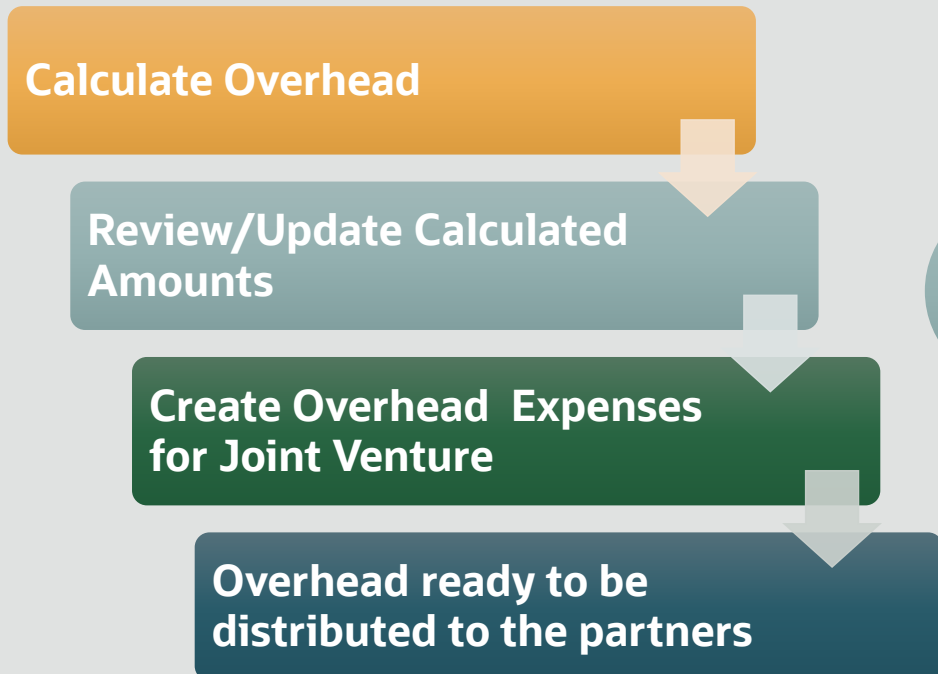 Calculate Overhead
Review/Update Calculated
Amounts
Create Overhead  Expenses
for Joint Venture
Overhead ready to be
distributed to the partners